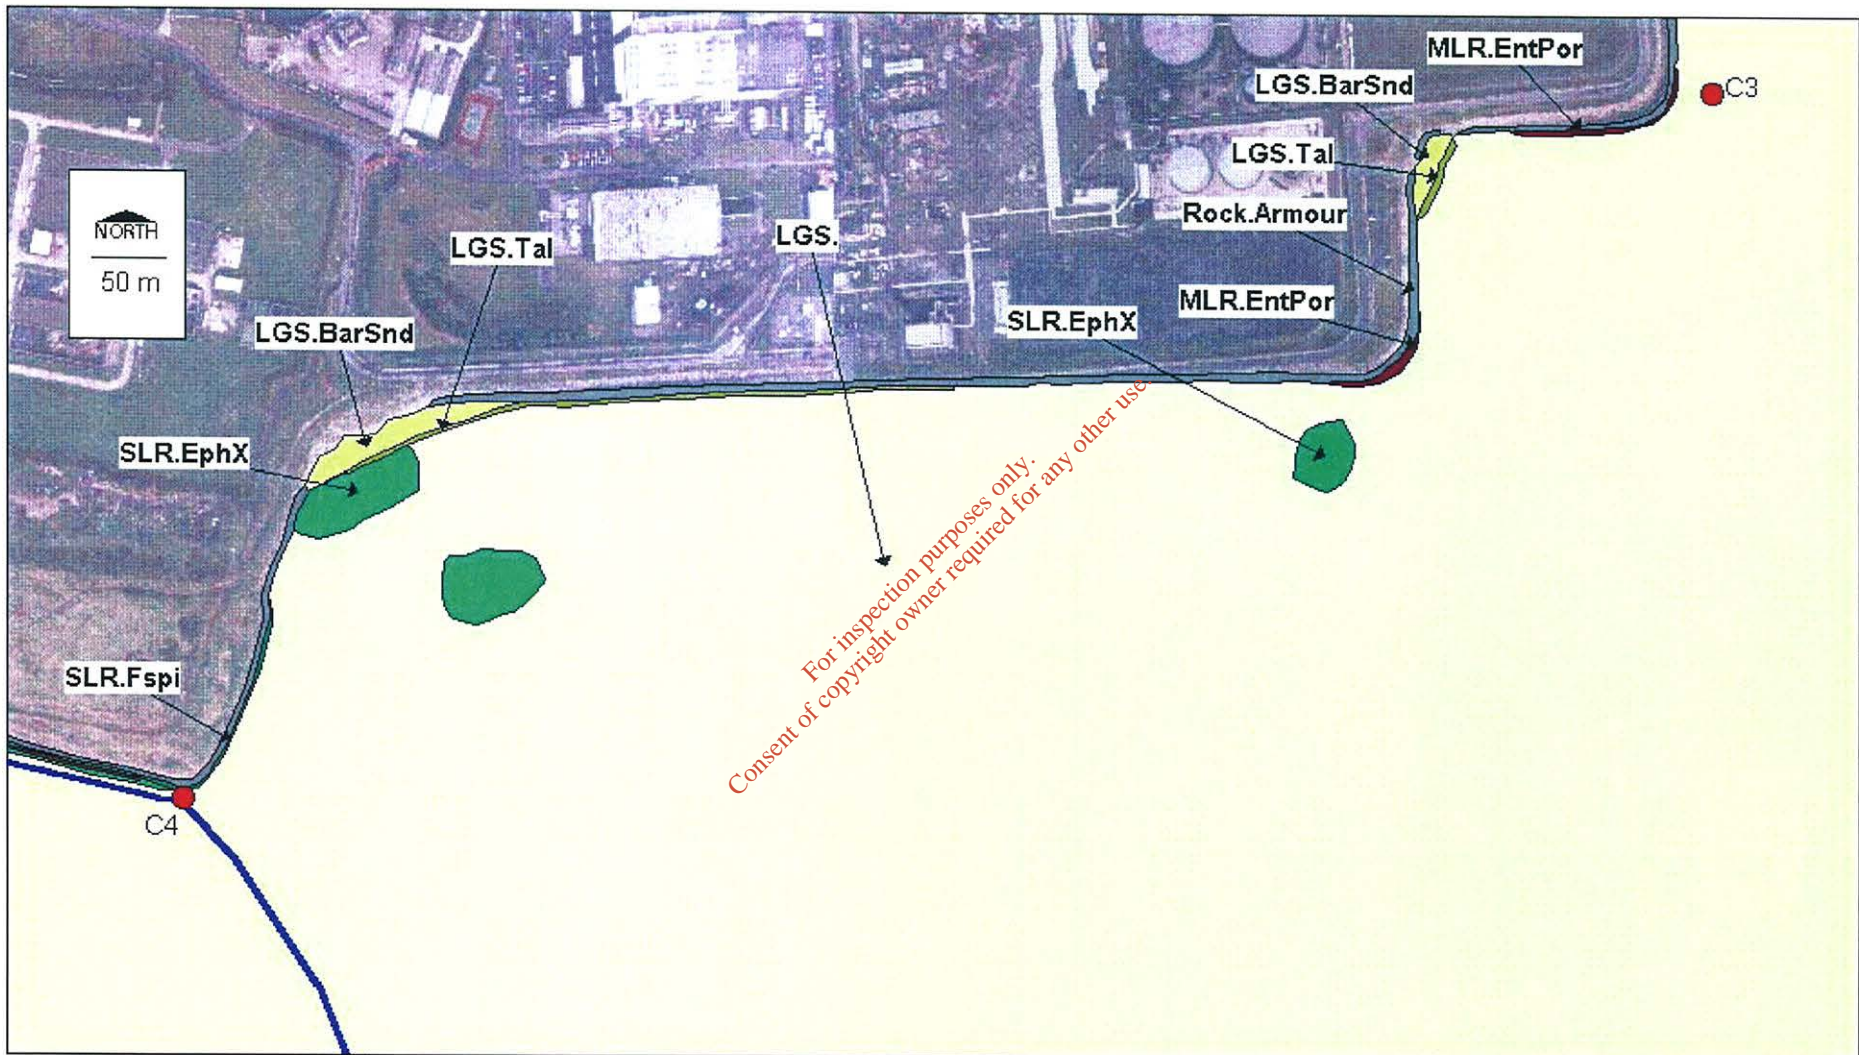 MLR.EntPor
LGS.BarSnd
C3
LGS.Tal
Rock.Armour
NORTH
50 m
LGS.Tal
LGS.
MLR.EntPor
SLR.EphX
LGS.BarSnd
SLR.EphX
SLR.Fspi
C4
For inspection purposes only.
Consent of copyright owner required for any other use.